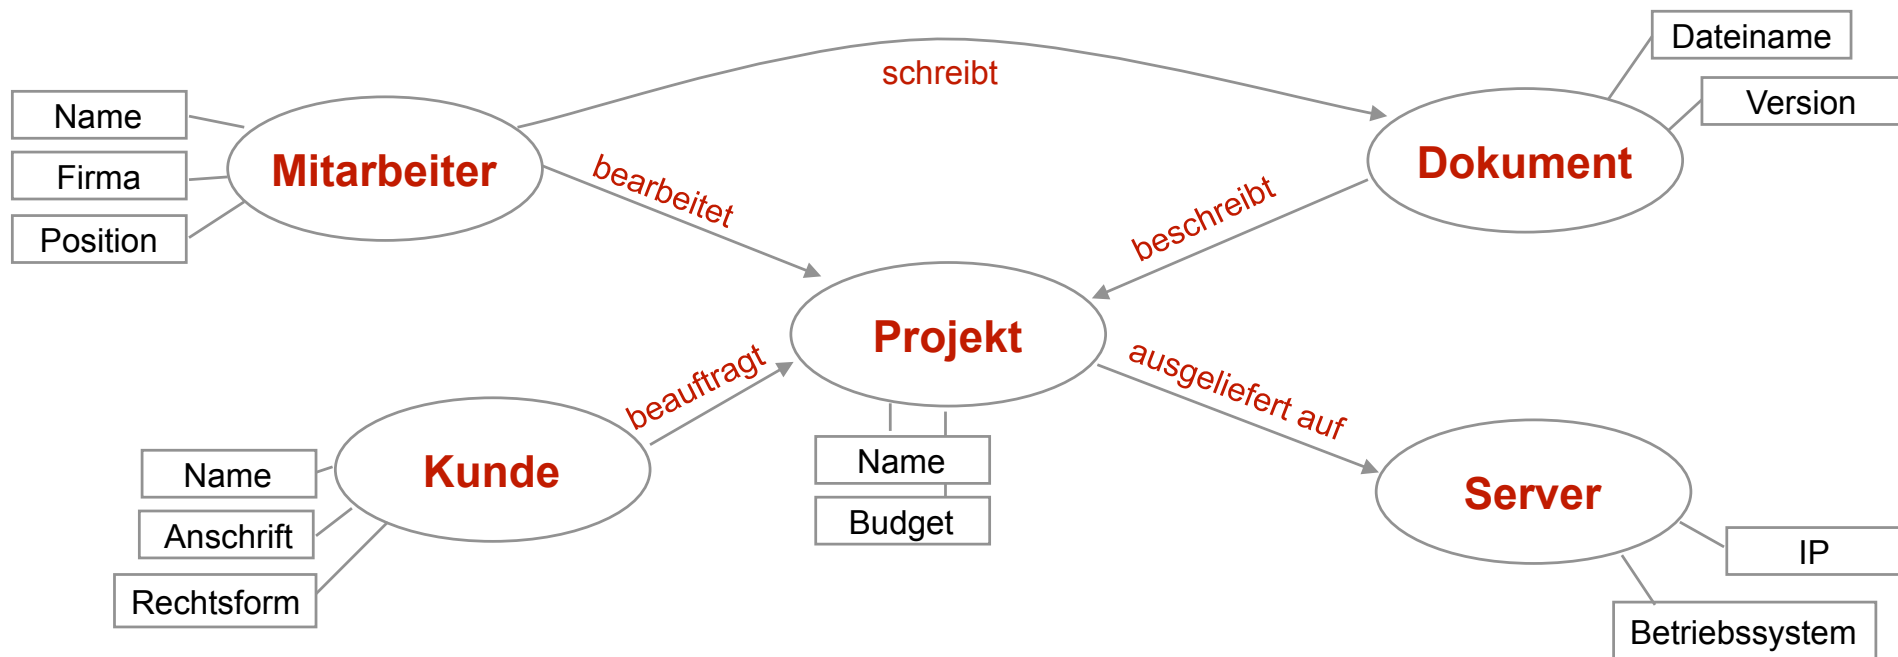 Dateiname
schreibt
Version
Name
Mitarbeiter
Dokument
Firma
bearbeitet
beschreibt
Position
Projekt
beauftragt
ausgeliefert auf
Name
Kunde
Name
Server
Anschrift
Budget
IP
Rechtsform
Betriebssystem